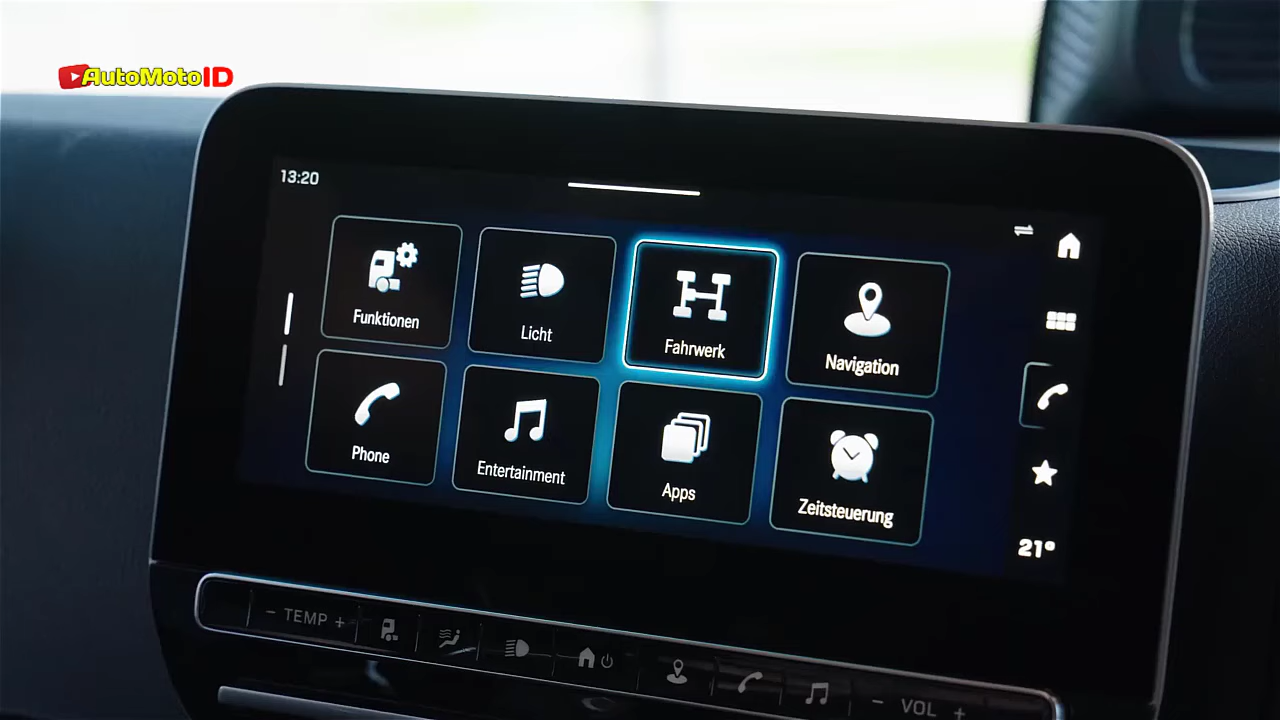 AutoMotoID
13:20
Funktionen
Licht
Fahrwerk
Navigation
Phone
Entertainment
Apps
Zeitsteuerung
21°
- TEMP +
- VOL +